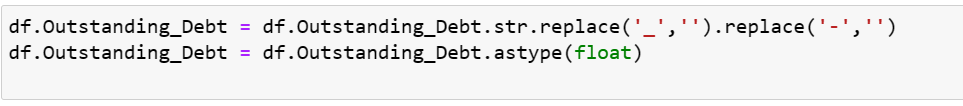 df.Outstanding_Debt = df.Outstanding_Debt.str.replace('_','').replace('-','')
df.Outstanding_Debt = df.Outstanding_Debt.astype(float)